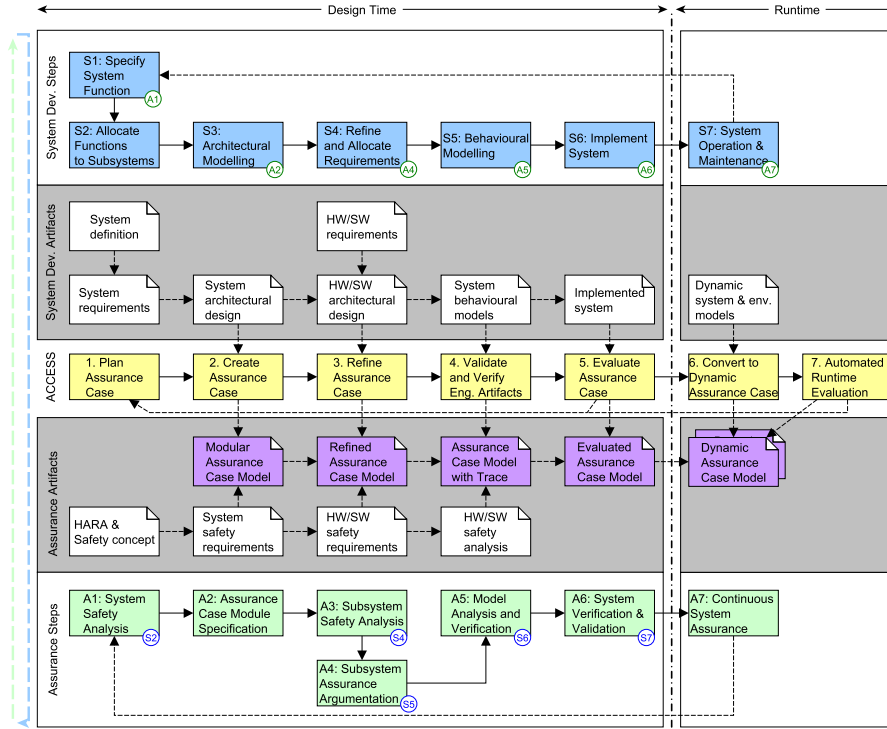 Design Time
Runtime
System Dev. Steps
S1: Specify
System
Function
A1
S2: Allocate
Functions
to Subsystems
S3:
Architectural
Modelling
A2
S4: Refine
and Allocate
Requirements
A4
S5: Behavioural
Modelling
A5
S6: Implement
System
A6
S7: System
Operation &
Maintenance
A7
System Dev. Artifacts
System
definition
HW/SW
requirements
System
requirements
System
architectural
design
HW/SW
architectural
design
System
behavioural
models
Implemented
system
Dynamic
system & env.
models
ACCESS
1. Plan
Assurance
Case
2. Create
Assurance
Case
3. Refine
Assurance
Case
4. Validate
and Verify
Eng. Artifacts
5. Evaluate
Assurance
Case
6. Convert to
Dynamic
Assurance Case
7. Automated
Runtime
Evaluation
Assurance Artifacts
Modular
Assurance
Case Model
Refined
Assurance
Case Model
Assurance
Case Model
with Trace
Evaluated
Assurance
Case Model
Dynamic
Assurance
Case Model
HARA &
Safety concept
System
safety
requirements
HW/SW
safety
requirements
HW/SW
safety
analysis
Assurance Steps
A1: System
Safety
Analysis
S2
A2: Assurance
Case Module
Specification
A3: Subsystem
Safety Analysis
S4
A4: Subsystem
Assurance
Argumentation
S5
A5: Model
Analysis and
Verification
S6
A6: System
Verification &
Validation
S7
A7: Continuous
System
Assurance